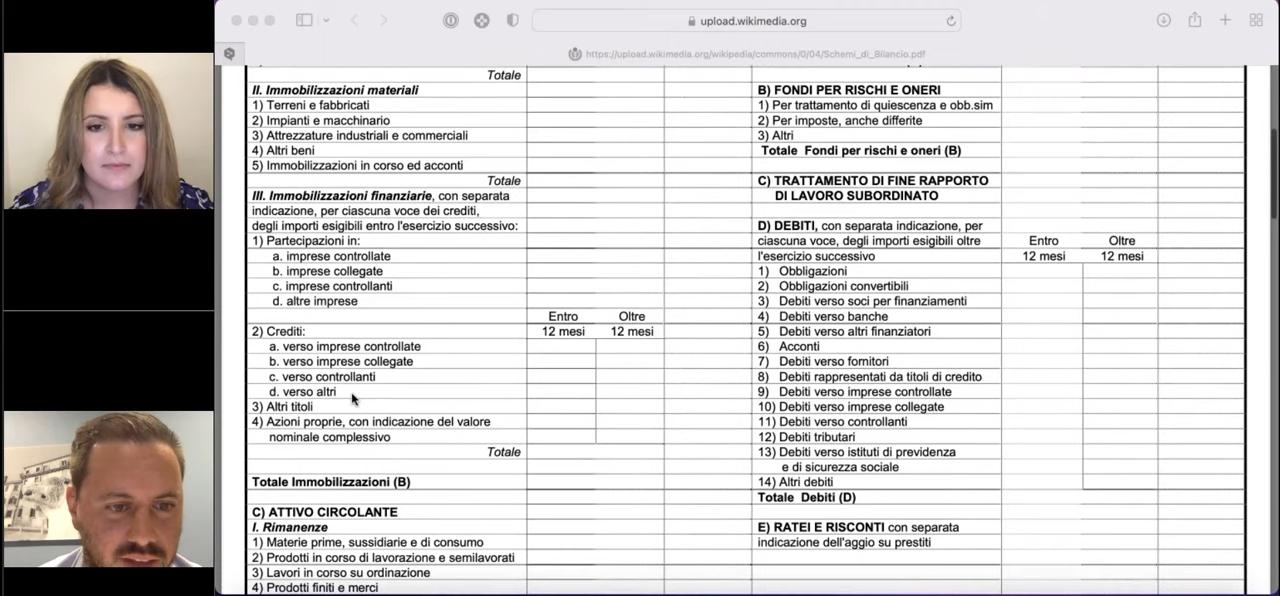 upload.wikimedia.org
https://upload.wikimedia.org/wikipedia/commons/0/04/Schemi_di_Bilancio.pdf
Totale
II. Immobilizzazioni materiali
1) Terreni e fabbricati
2) Impianti e macchinario
3) Attrezzature industriali e commerciali
4) Altri beni
5) Immobilizzazioni in corso ed acconti
Totale
III. Immobilizzazioni finanziarie, con separata
indicazione, per ciascuna voce dei crediti,
degli importi esigibili entro l'esercizio successivo:
1) Partecipazioni in:
a. imprese controllate
b. imprese collegate
c. imprese controllanti
d. altre imprese
Entro Oltre
2) Crediti: 12 mesi 12 mesi
a. verso imprese controllate
b. verso imprese collegate
c. verso controllanti
d. verso altri
3) Altri titoli
4) Azioni proprie, con indicazione del valore
nominale complessivo
Totale
Totale Immobilizzazioni (B)
C) ATTIVO CIRCOLANTE
I. Rimanenze
1) Materie prime, sussidiarie e di consumo
2) Prodotti in corso di lavorazione e semilavorati
3) Lavori in corso su ordinazione
4) Prodotti finiti e merci
B) FONDI PER RISCHI E ONERI
1) Per trattamento di quiescenza e obb.sim
2) Per imposte, anche differite
3) Altri
Totale Fondi per rischi e oneri (B)
C) TRATTAMENTO DI FINE RAPPORTO
DI LAVORO SUBORDINATO
D) DEBITI, con separata indicazione, per
ciascuna voce, degli importi esigibili oltre Entro Oltre
l'esercizio successivo 12 mesi 12 mesi
1) Obbligazioni
2) Obbligazioni convertibili
3) Debiti verso soci per finanziamenti
4) Debiti verso banche
5) Debiti verso altri finanziatori
6) Acconti
7) Debiti verso fornitori
8) Debiti rappresentati da titoli di credito
9) Debiti verso imprese controllate
10) Debiti verso imprese collegate
11) Debiti verso controllanti
12) Debiti tributari
13) Debiti verso istituti di previdenza
e di sicurezza sociale
14) Altri debiti
Totale Debiti (D)
E) RATEI E RISCONTI con separata
indicazione dell'aggio su prestiti